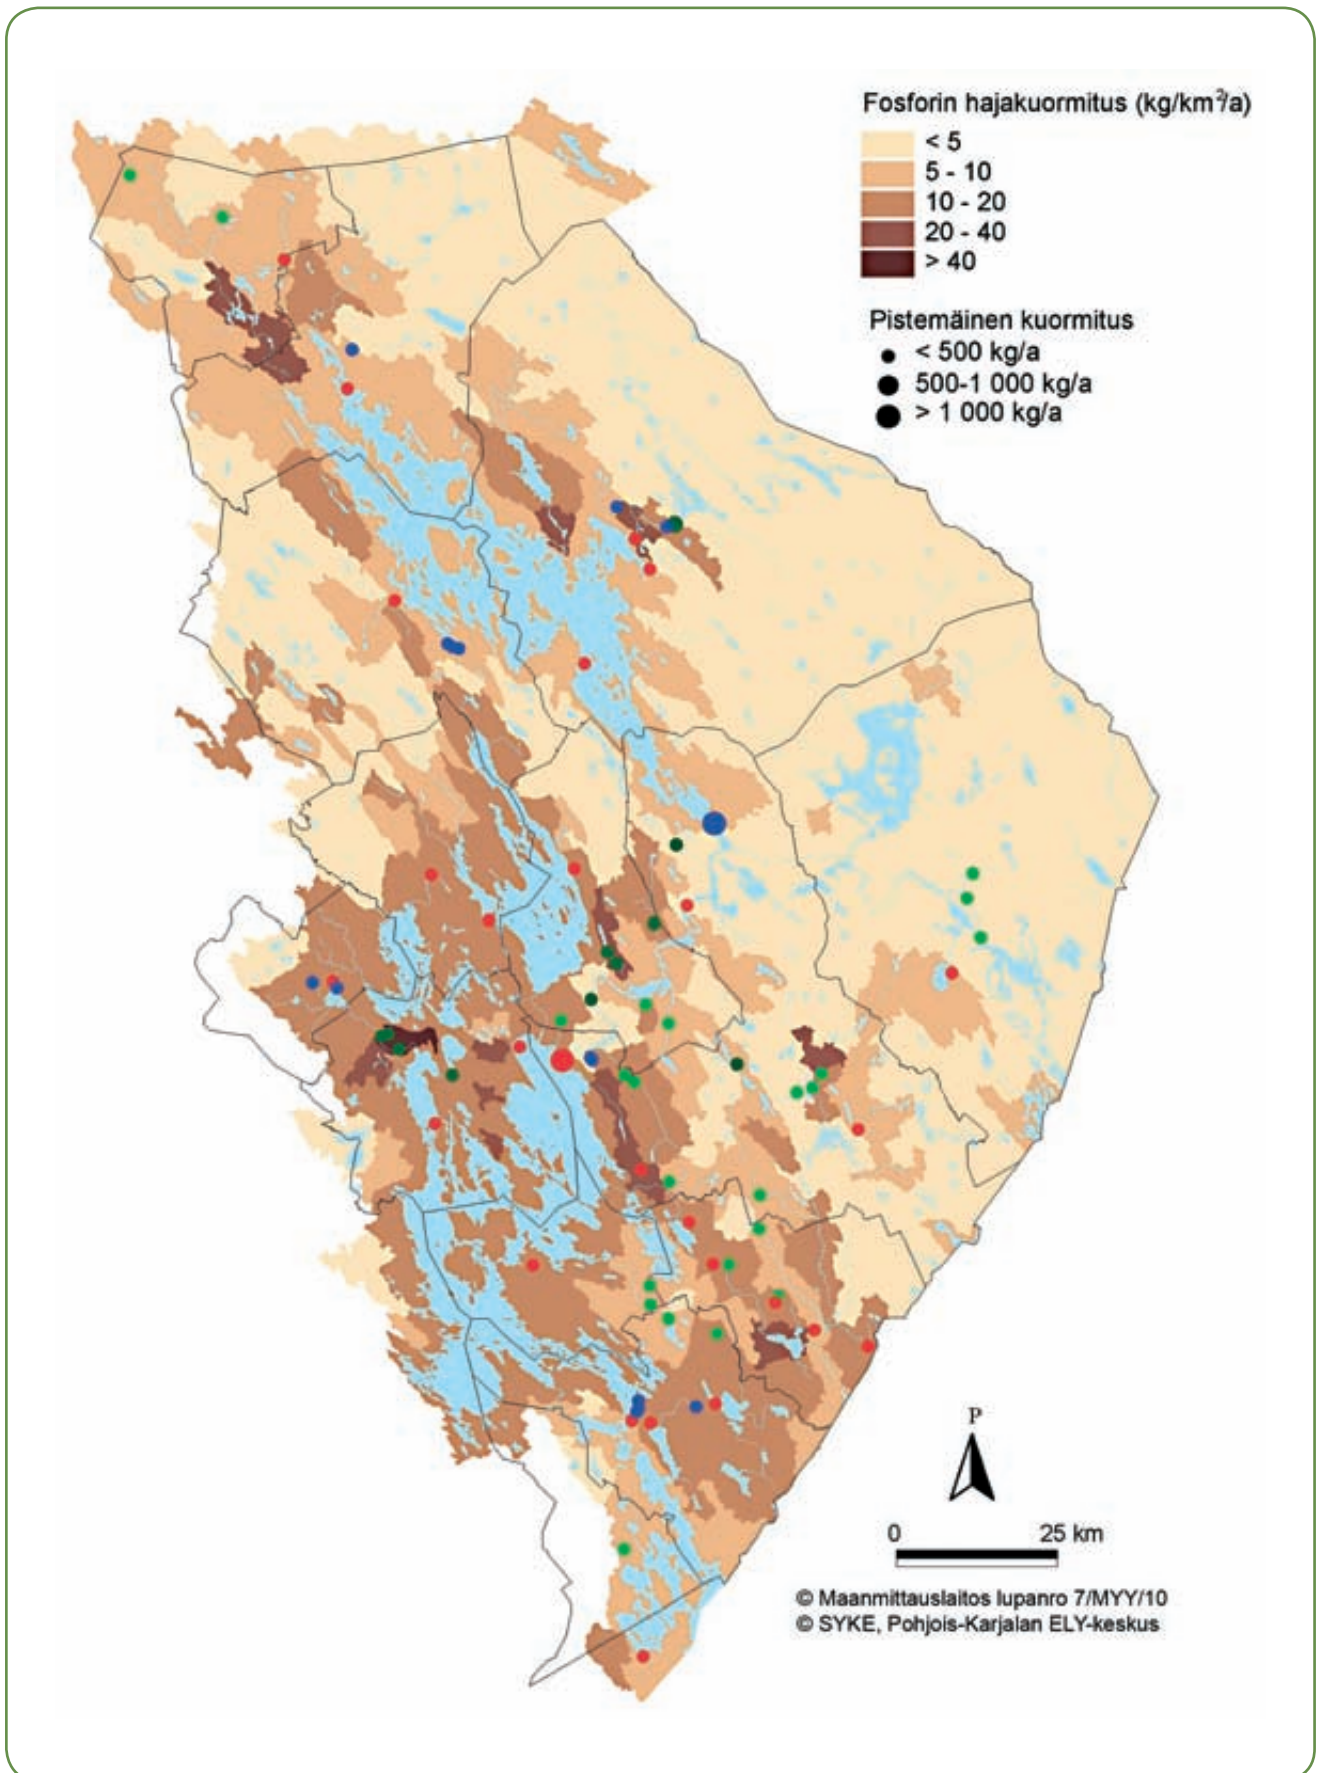 Fosforin hajakuormitus (kg/km²/a)
< 5
5 - 10
10 - 20
20 - 40
> 40
Pistemäinen kuormitus
< 500 kg/a
500-1 000 kg/a
> 1 000 kg/a
P
0 25 km
© Maanmittauslaitos lupanro 7/MYY/10
© SYKE, Pohjois-Karjalan ELY-keskus